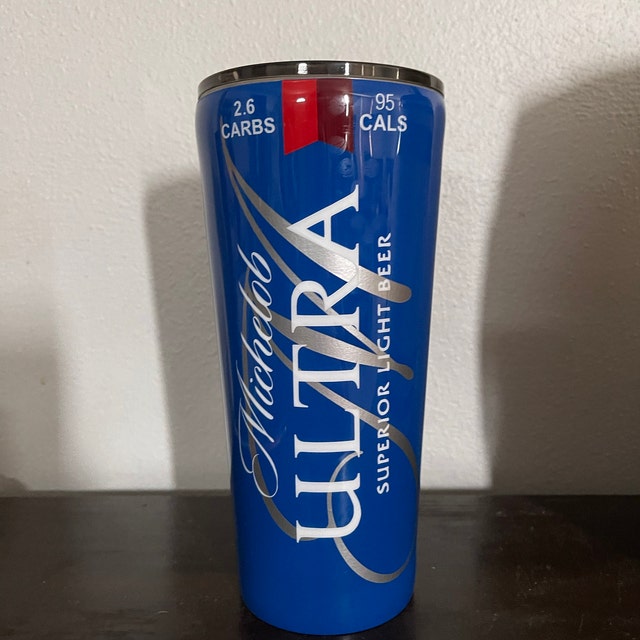 2.6
CARBS
95
CALS
Michelob
ULTRA
SUPERIOR LIGHT BEER